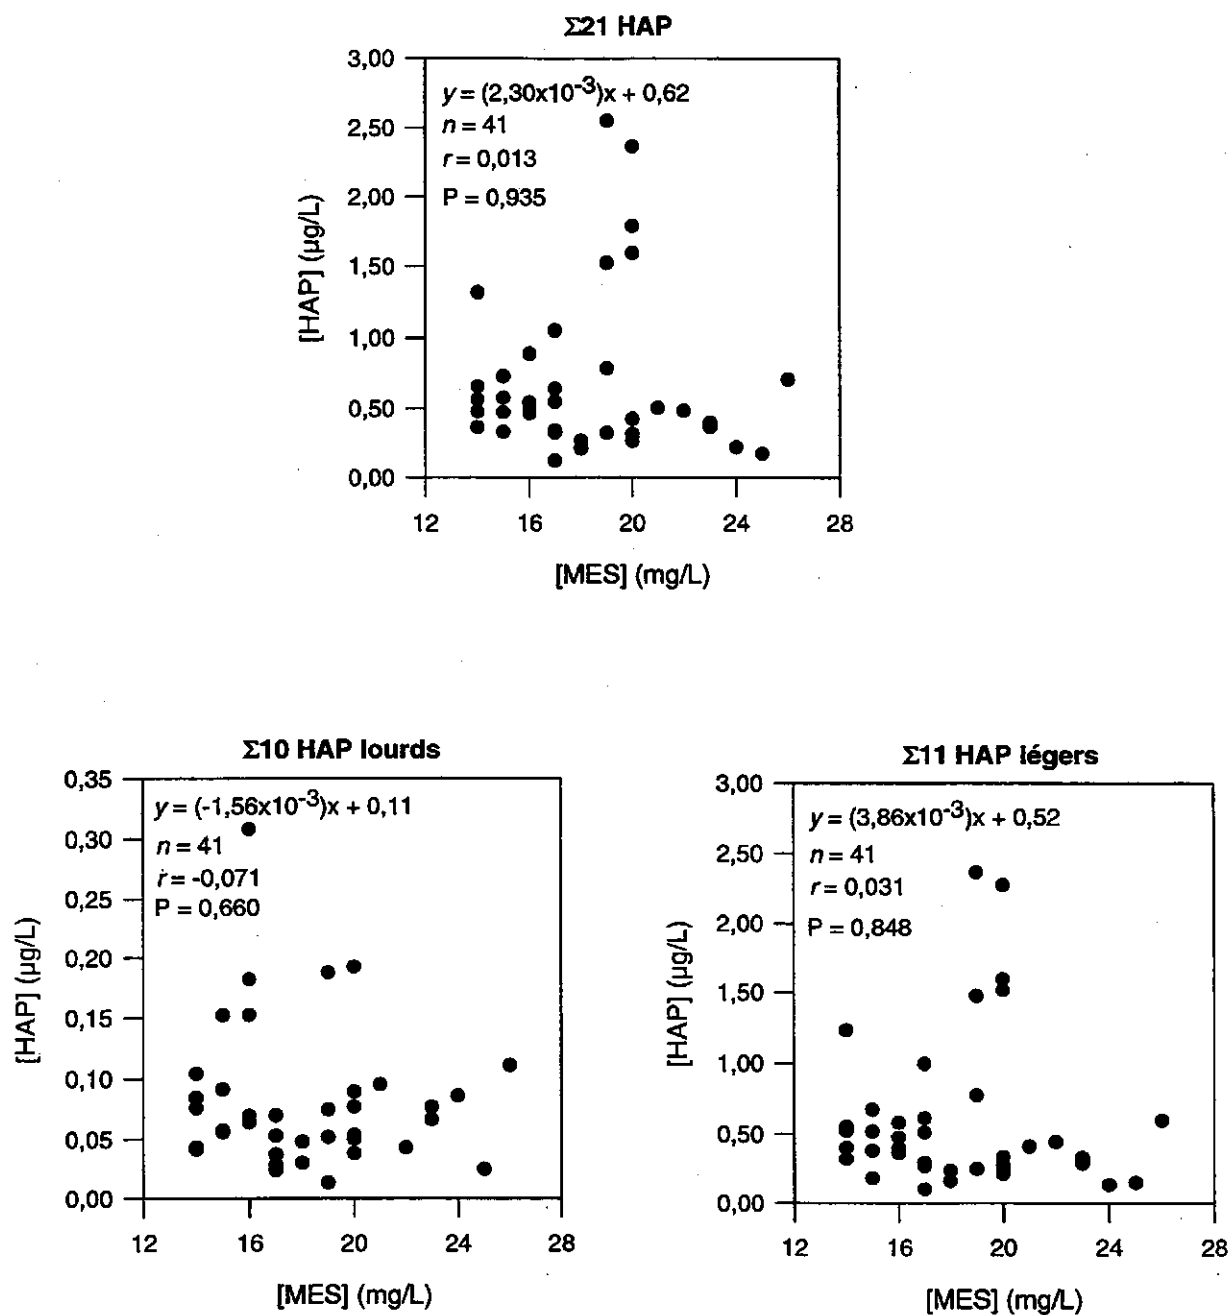 Σ21 HAP
3,00
2,50
2,00
1,50
1,00
0,50
0,00
[HAP] (µg/L)
y = (2,30x10-3)x + 0,62
n = 41
r = 0,013
P = 0,935
12 16 20 24 28
[MES] (mg/L)
Σ10 HAP lourds
0,35
0,30
0,25
0,20
0,15
0,10
0,05
0,00
[HAP] (µg/L)
y = (-1,56x10-3)x + 0,11
n = 41
r = -0,071
P = 0,660
12 16 20 24 28
[MES] (mg/L)
Σ11 HAP légers
3,00
2,50
2,00
1,50
1,00
0,50
0,00
[HAP] (µg/L)
y = (3,86x10-3)x + 0,52
n = 41
r = 0,031
P = 0,848
12 16 20 24 28
[MES] (mg/L)